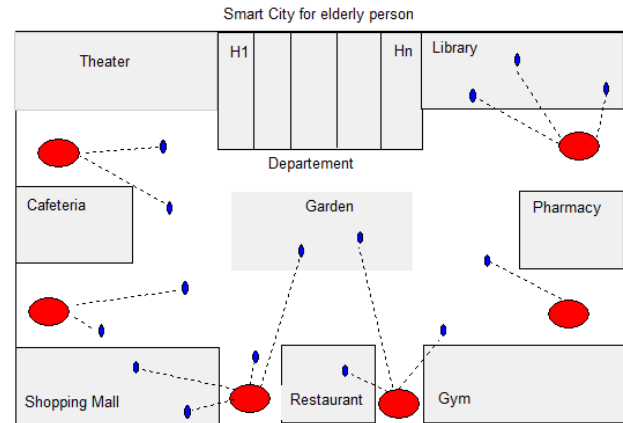 Smart City for elderly person
Theater
H1
Hn
Library
Departement
Cafeteria
Garden
Pharmacy
Shopping Mall
Restaurant
Gym